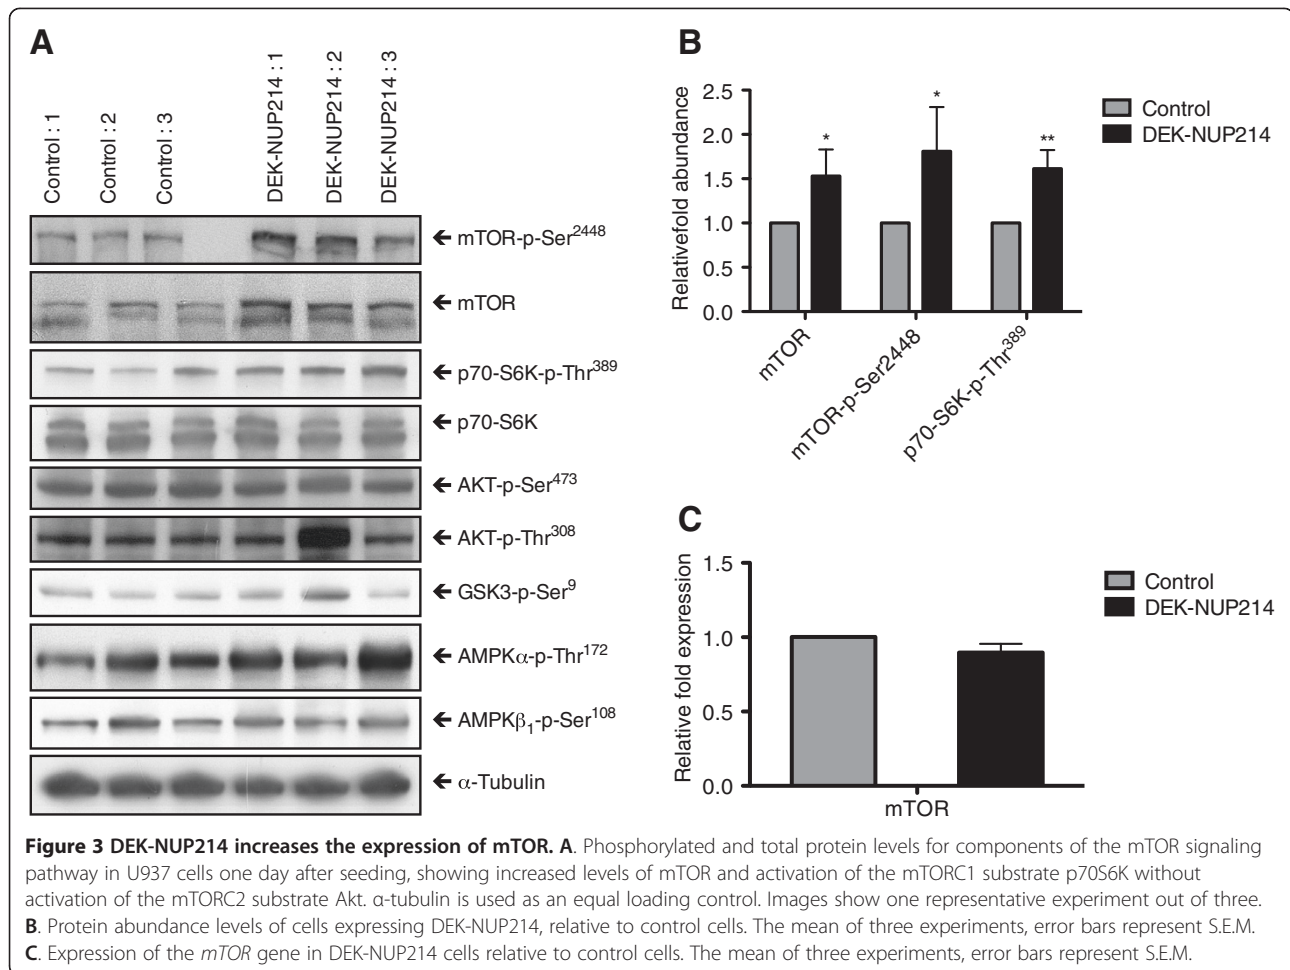 A
Control : 1
Control : 2
Control : 3
DEK-NUP214 : 1
DEK-NUP214 : 2
DEK-NUP214 : 3
← mTOR-p-Ser2448
← mTOR
← p70-S6K-p-Thr389
← p70-S6K
← AKT-p-Ser473
← AKT-p-Thr308
← GSK3-p-Ser9
← AMPKα-p-Thr172
← AMPKβ1-p-Ser108
← α-Tubulin
B
Relativefold abundance
2.5
2.0
1.5
1.0
0.5
0.0
*
*
**
mTOR
mTOR-p-Ser2448
p70-S6K-p-Thr389
Control
DEK-NUP214
C
Relative fold expression
1.5
1.0
0.5
0.0
mTOR
Control
DEK-NUP214
Figure 3 DEK-NUP214 increases the expression of mTOR. A. Phosphorylated and total protein levels for components of the mTOR signaling
pathway in U937 cells one day after seeding, showing increased levels of mTOR and activation of the mTORC1 substrate p70S6K without
activation of the mTORC2 substrate Akt. α-tubulin is used as an equal loading control. Images show one representative experiment out of three.
B. Protein abundance levels of cells expressing DEK-NUP214, relative to control cells. The mean of three experiments, error bars represent S.E.M.
C. Expression of the mTOR gene in DEK-NUP214 cells relative to control cells. The mean of three experiments, error bars represent S.E.M.